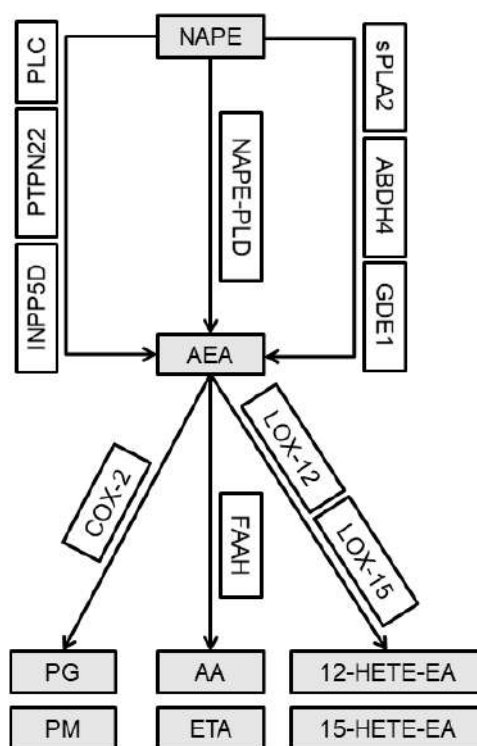 NAPE
PLC
PTPN22
INPP5D
NAPE-PLD
sPLA2
ABDH4
GDE1
AEA
COX-2
FAAH
LOX-12
LOX-15
PG
AA
12-HETE-EA
PM
ETA
15-HETE-EA